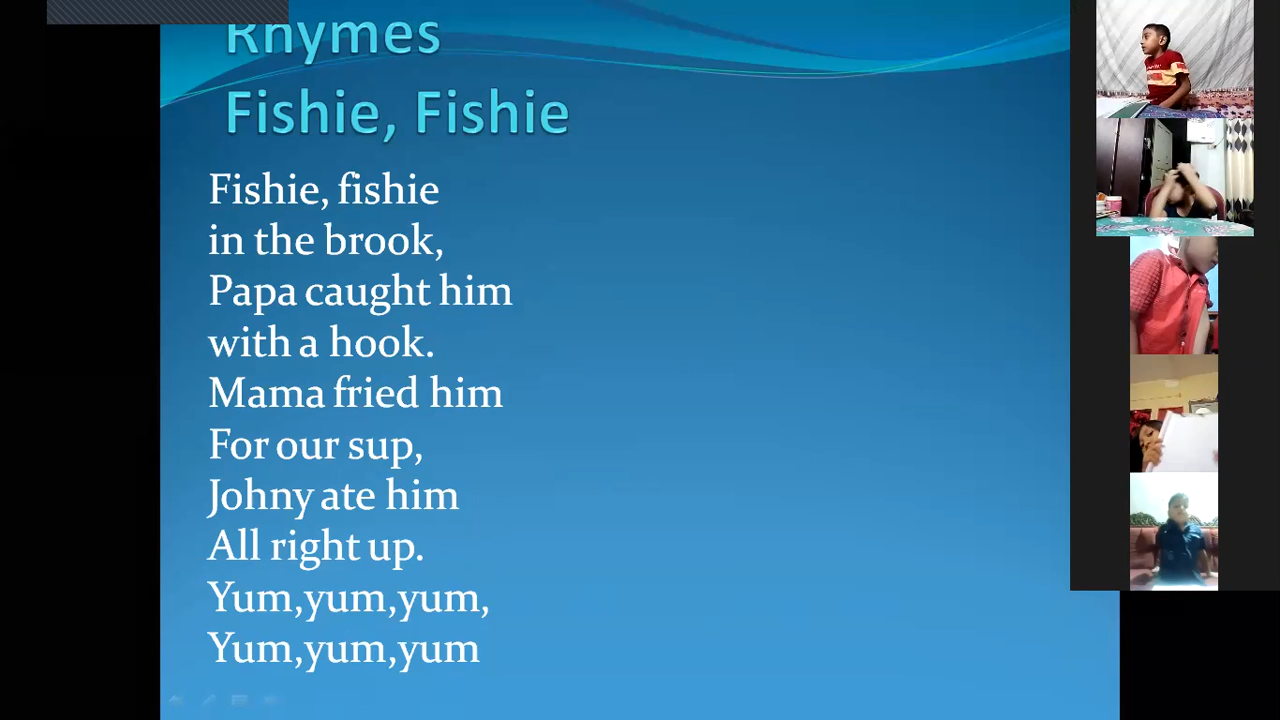 Rhymes
Fishie, Fishie
Fishie, fishie
in the brook,
Papa caught him
with a hook.
Mama fried him
For our sup,
Johny ate him
All right up.
Yum,yum,yum,
Yum,yum,yum